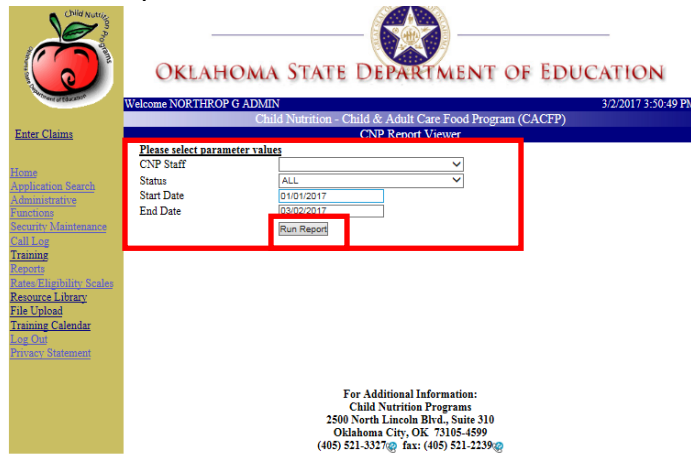 Child Nutrition Programs
OKLAHOMA STATE DEPARTMENT OF EDUCATION
Welcome NORTHROP G ADMIN 3/2/2017 3:50:49 PM
Child Nutrition - Child & Adult Care Food Program (CACFP)
Enter Claims
CNP Report Viewer
Please select parameter values
CNP Staff
Status ALL
Start Date 01/01/2017
End Date 03/02/2017
Run Report
Home
Application Search
Administrative
Functions
Security Maintenance
Call Log
Training
Reports
Rates/Eligibility Scales
Resource Library
File Upload
Training Calendar
Log Out
Privacy Statement
For Additional Information:
Child Nutrition Programs
2500 North Lincoln Blvd., Suite 310
Oklahoma City, OK 73105-4599
(405) 521-3327 fax: (405) 521-2239